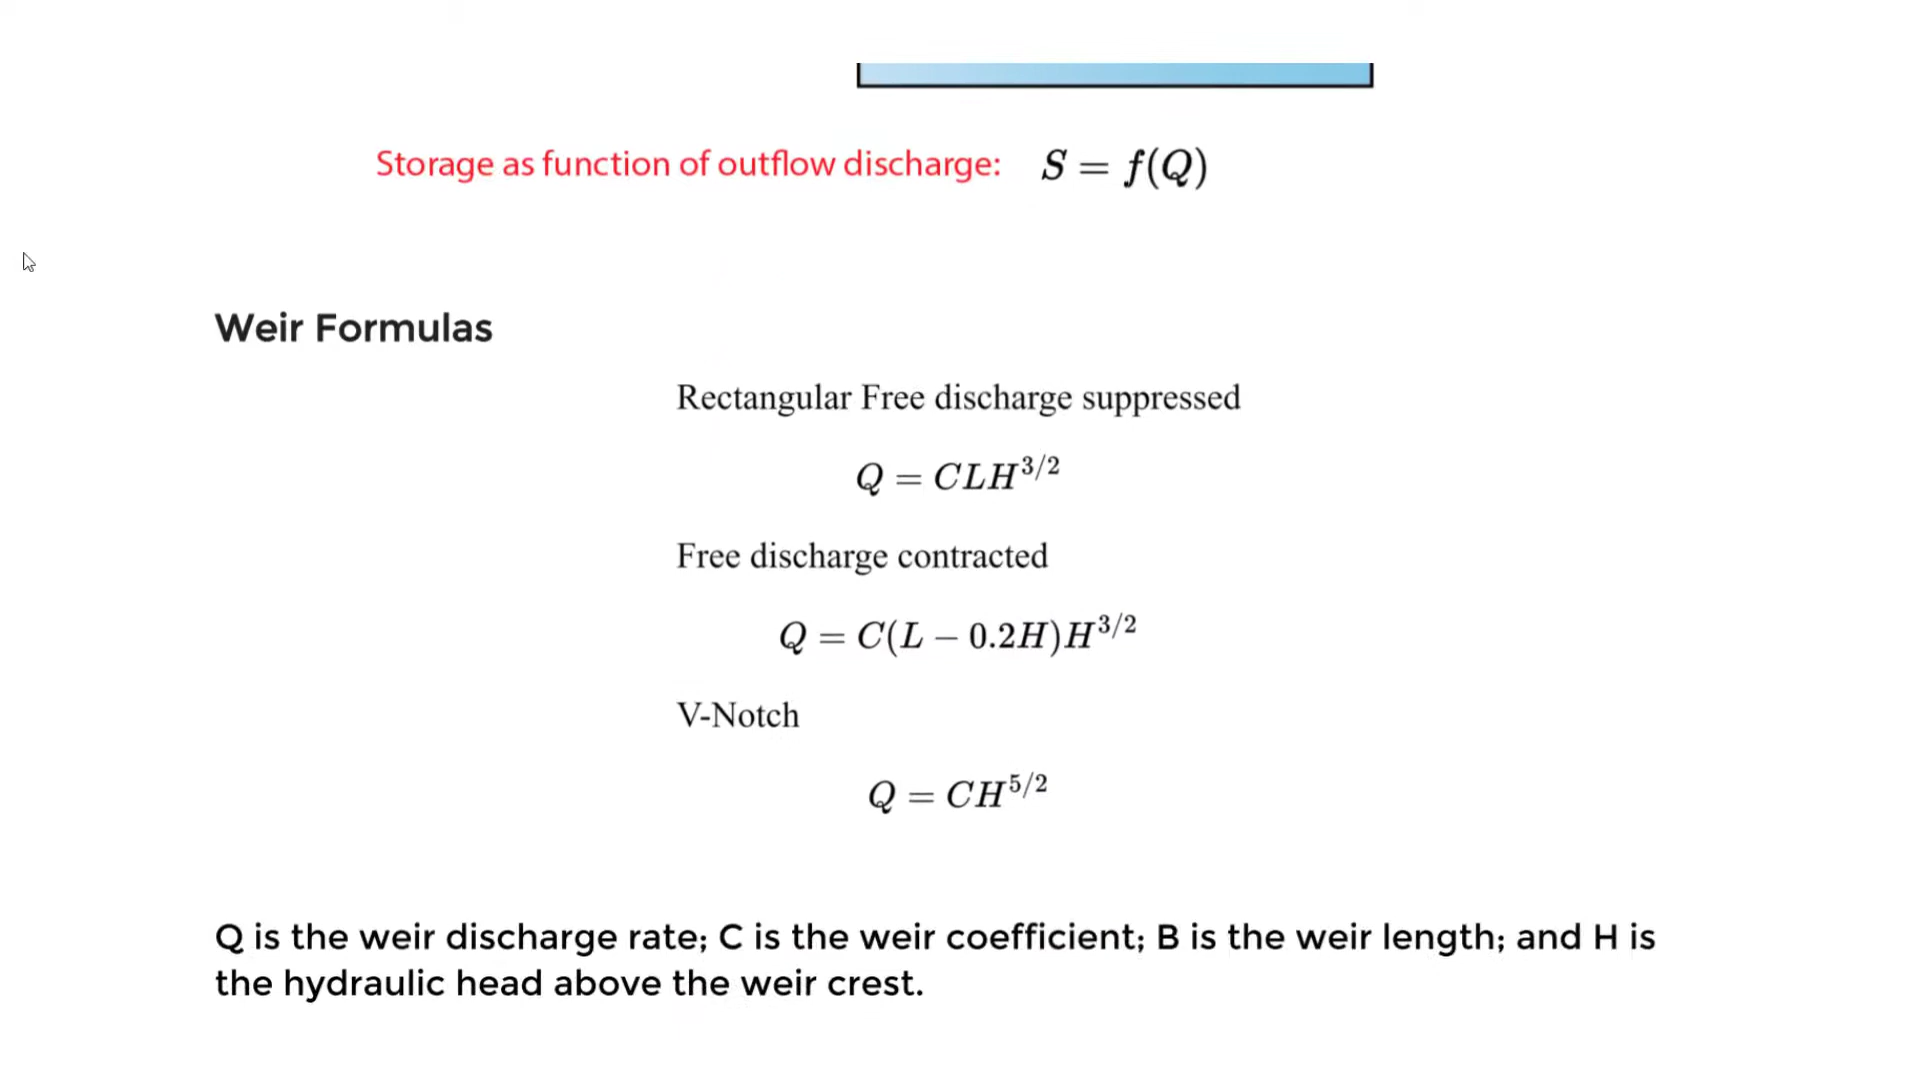 Storage as function of outflow discharge: S = f(Q)
Weir Formulas
Rectangular Free discharge suppressed
Q = CLH^{3/2}
Free discharge contracted
Q = C(L − 0.2H)H^{3/2}
V-Notch
Q = CH^{5/2}
Q is the weir discharge rate; C is the weir coefficient; B is the weir length; and H is
the hydraulic head above the weir crest.